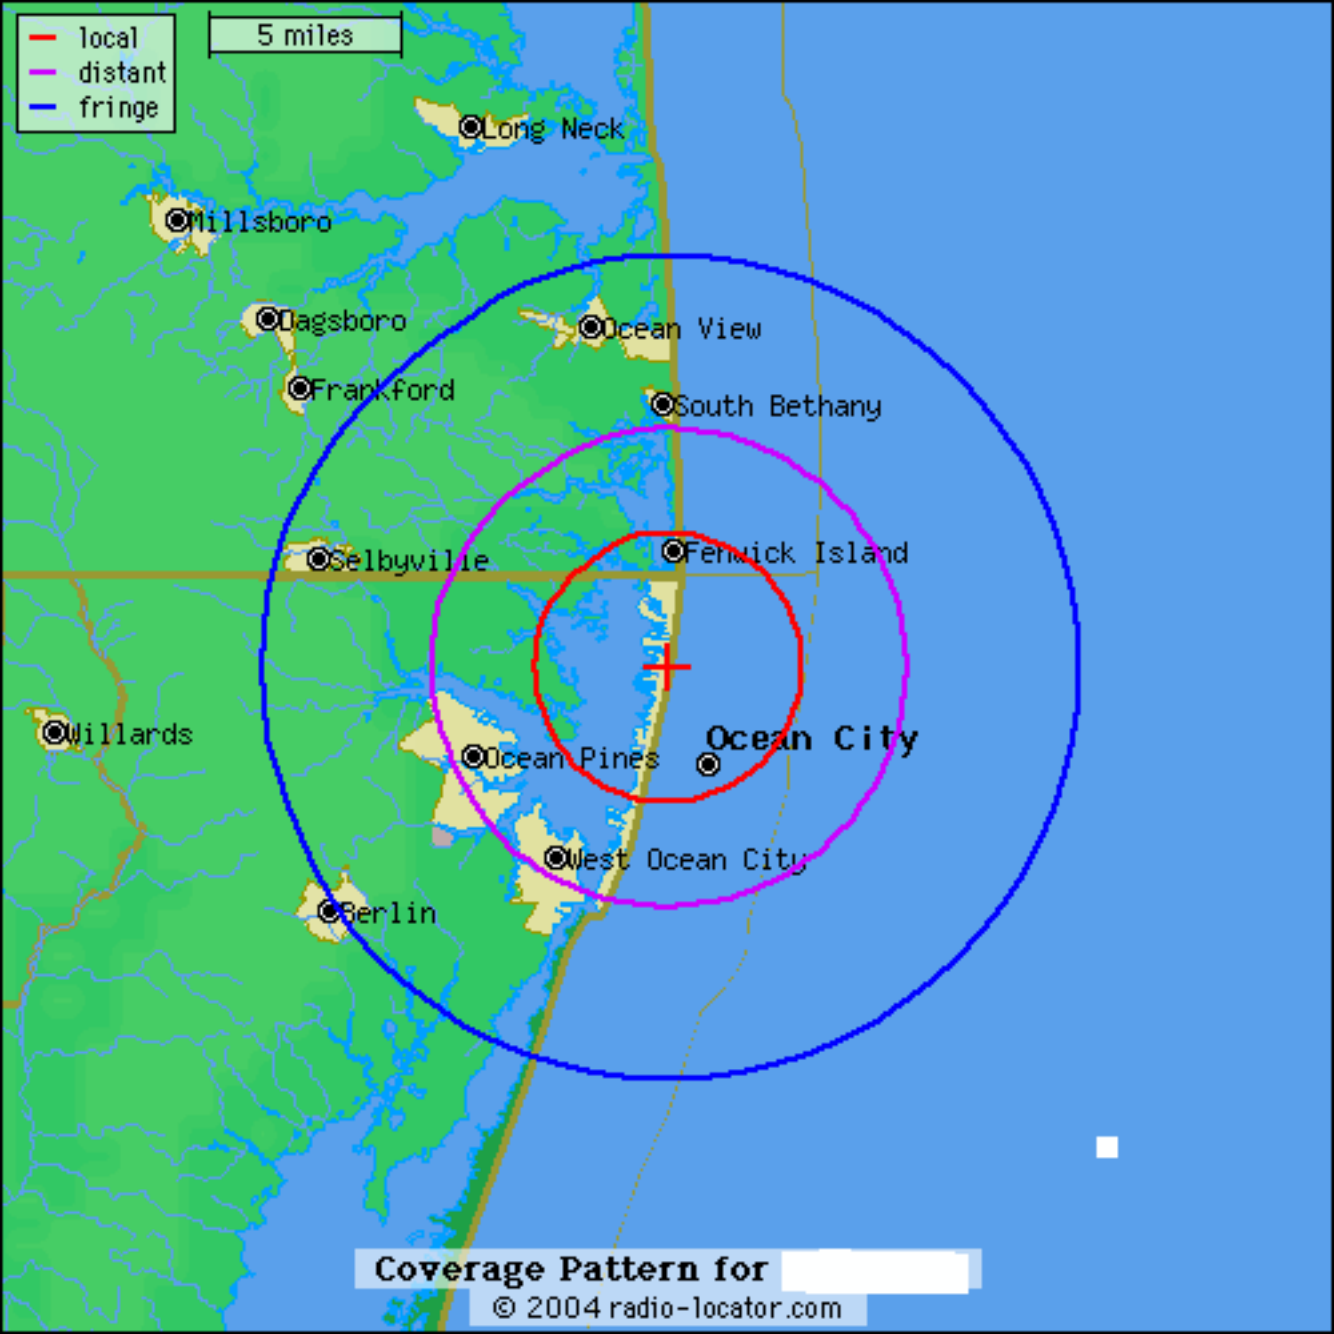 local
distant
fringe
5 miles
Long Neck
Millsboro
Dagsboro
Ocean View
Frankford
South Bethany
Fenwick Island
Selbyville
Willards
Ocean City
Ocean Pines
West Ocean City
Berlin
Coverage Pattern for
© 2004 radio-locator.com